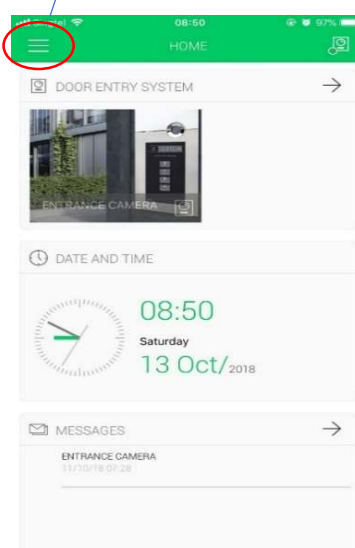 08:50
97%
HOME
DOOR ENTRY SYSTEM
ENTRANCE CAMERA
DATE AND TIME
08:50
Saturday
13 Oct/2018
MESSAGES
ENTRANCE CAMERA
11/10/18 07:28